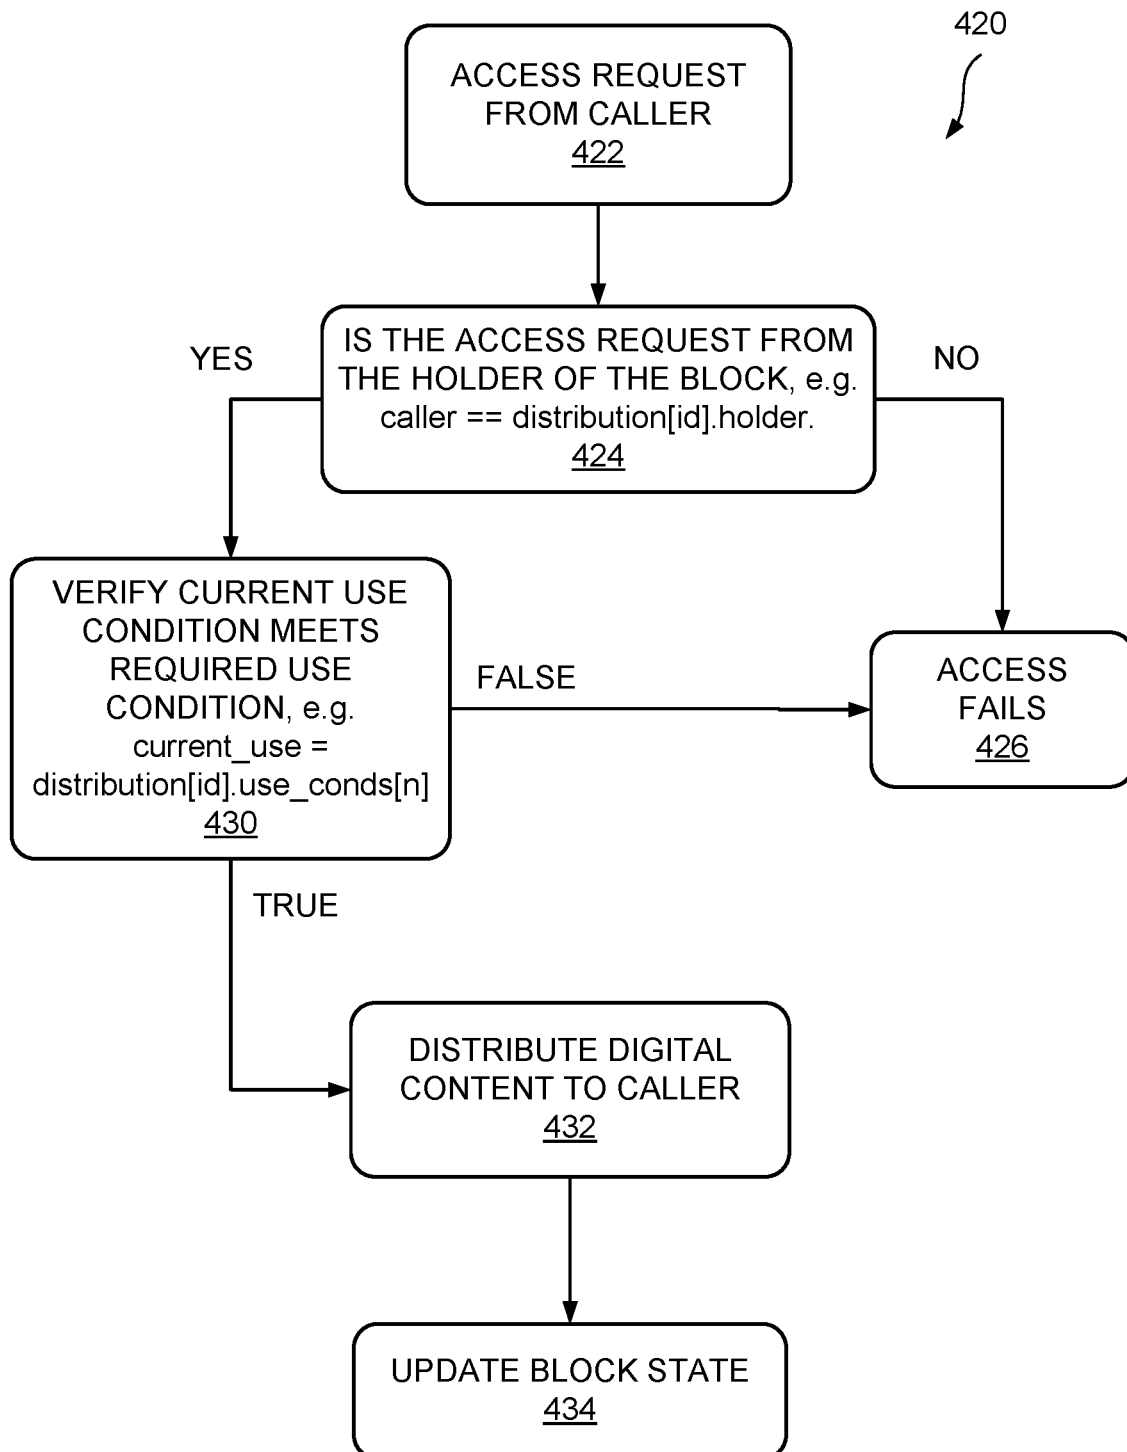 420
ACCESS REQUEST
FROM CALLER
422
IS THE ACCESS REQUEST FROM
THE HOLDER OF THE BLOCK, e.g.
caller == distribution[id].holder.
424
YES
NO
VERIFY CURRENT USE
CONDITION MEETS
REQUIRED USE
CONDITION, e.g.
current_use =
distribution[id].use_conds[n]
430
FALSE
ACCESS
FAILS
426
TRUE
DISTRIBUTE DIGITAL
CONTENT TO CALLER
432
UPDATE BLOCK STATE
434